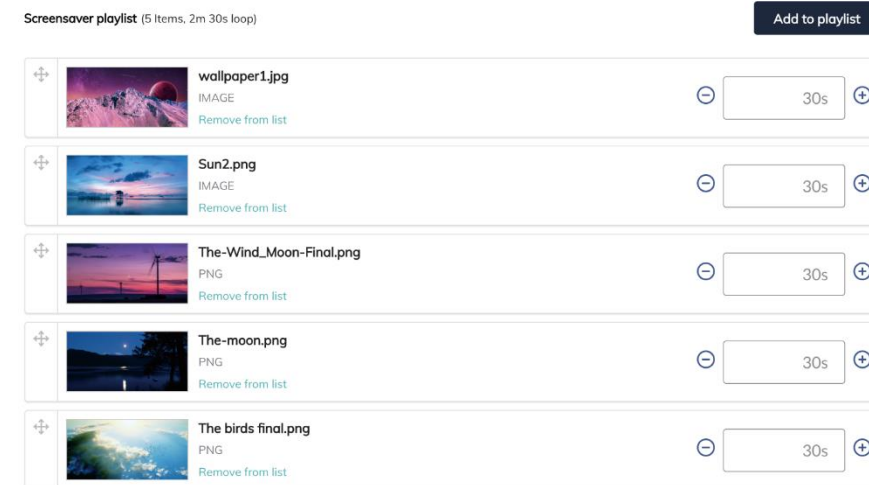 Screensaver playlist (5 Items, 2m 30s loop)
Add to playlist
wallpaper1.jpg
IMAGE
Remove from list
30s
Sun2.png
IMAGE
Remove from list
30s
The-Wind_Moon-Final.png
PNG
Remove from list
30s
The-moon.png
PNG
Remove from list
30s
The birds final.png
PNG
Remove from list
30s